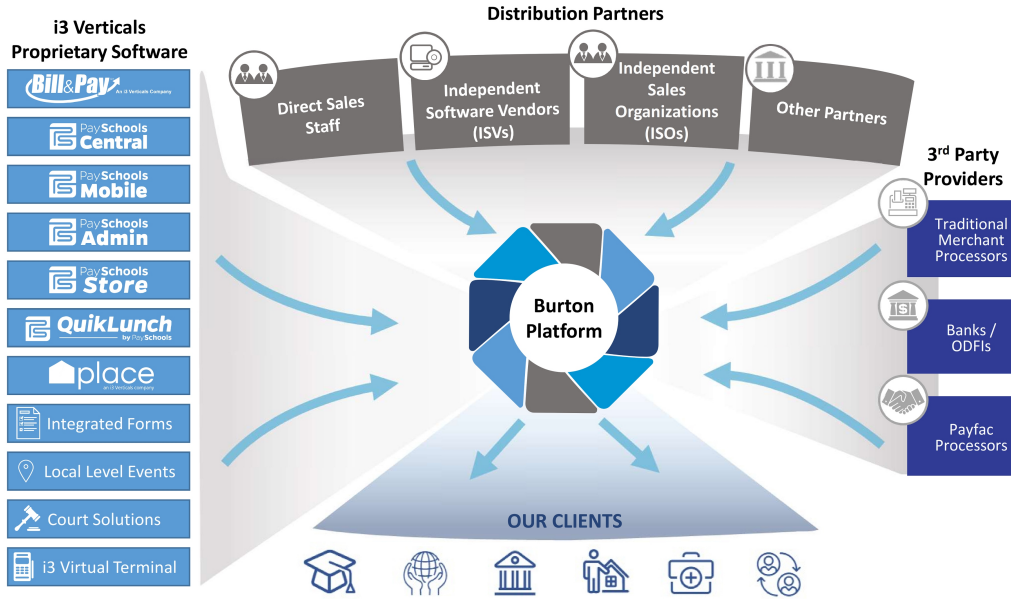 i3 Verticals
Proprietary Software
Bill&Pay
An i3 Verticals Company
PaySchools
Central
PaySchools
Mobile
PaySchools
Admin
PaySchools
Store
QuikLunch
by PaySchools
place
an i3 Verticals company
Integrated Forms
Local Level Events
Court Solutions
i3 Virtual Terminal
Distribution Partners
Direct Sales
Staff
Independent
Software Vendors
(ISVs)
Independent
Sales
Organizations
(ISOs)
Other Partners
Burton
Platform
3rd Party
Providers
Traditional
Merchant
Processors
$
Banks /
ODFIs
Payfac
Processors
OUR CLIENTS